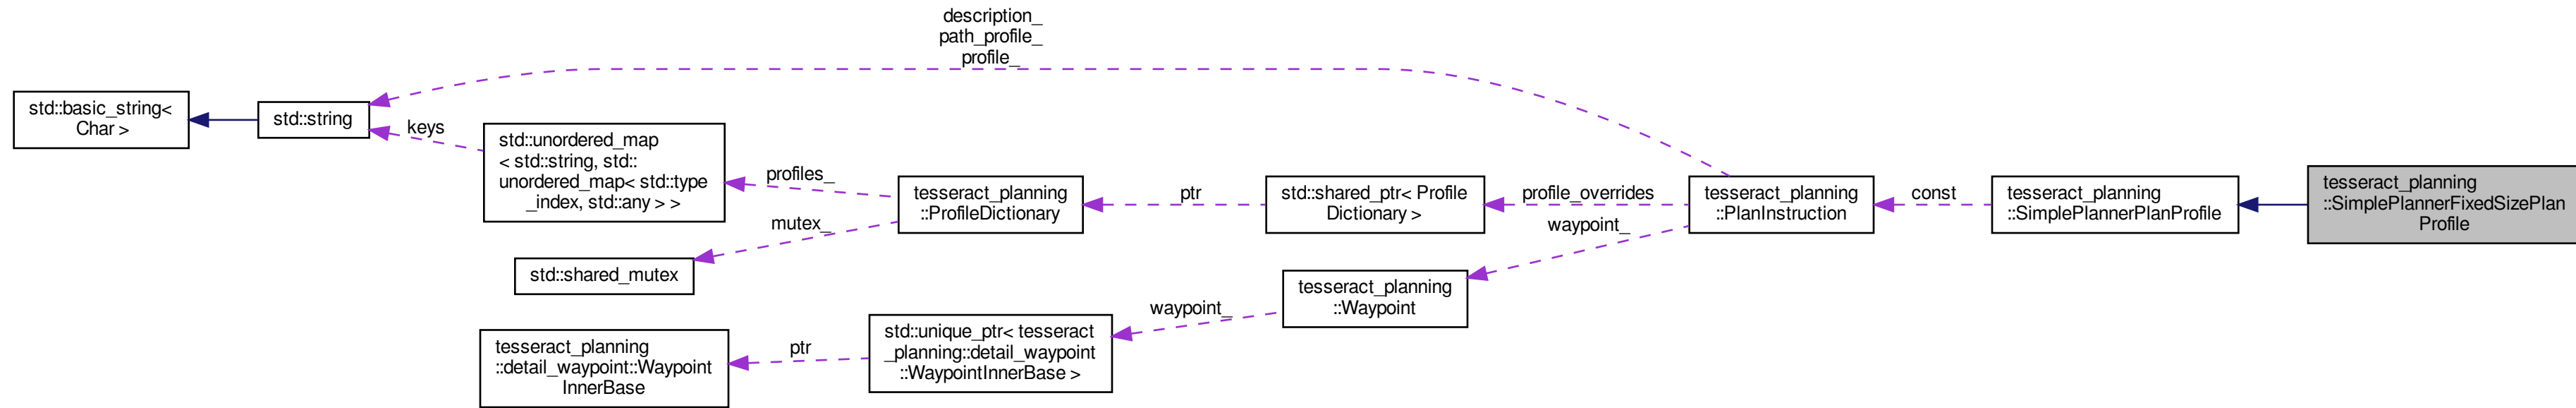 description_
path_profile_
profile_
std::basic_string<
Char >
std::string
keys
std::unordered_map
< std::string, std::
unordered_map< std::type
_index, std::any > >
profiles_
mutex_
std::shared_mutex
tesseract_planning
::ProfileDictionary
ptr
std::shared_ptr< Profile
Dictionary >
profile_overrides
waypoint_
tesseract_planning
::PlanInstruction
const
tesseract_planning
::SimplePlannerPlanProfile
tesseract_planning
::SimplePlannerFixedSizePlan
Profile
tesseract_planning
::Waypoint
waypoint_
std::unique_ptr< tesseract
_planning::detail_waypoint
::WaypointInnerBase >
ptr
tesseract_planning
::detail_waypoint::Waypoint
InnerBase